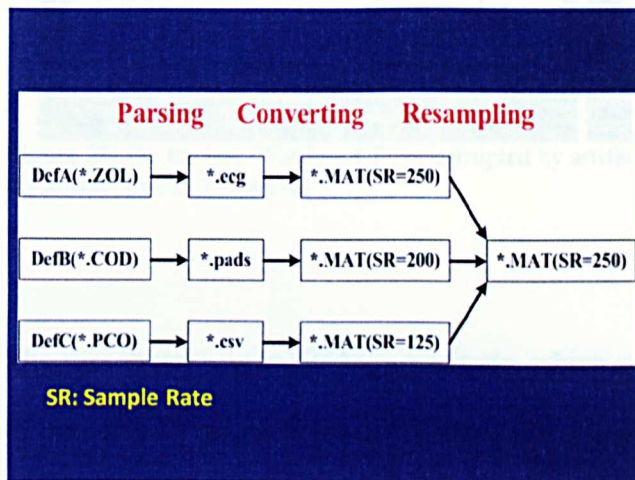 Parsing Converting Resampling
DefA(*.ZOL) *.ecg *.MAT(SR=250)
DefB(*.COD) *.pads *.MAT(SR=200) *.MAT(SR=250)
DefC(*.PCO) *.csv *.MAT(SR=125)
SR: Sample Rate